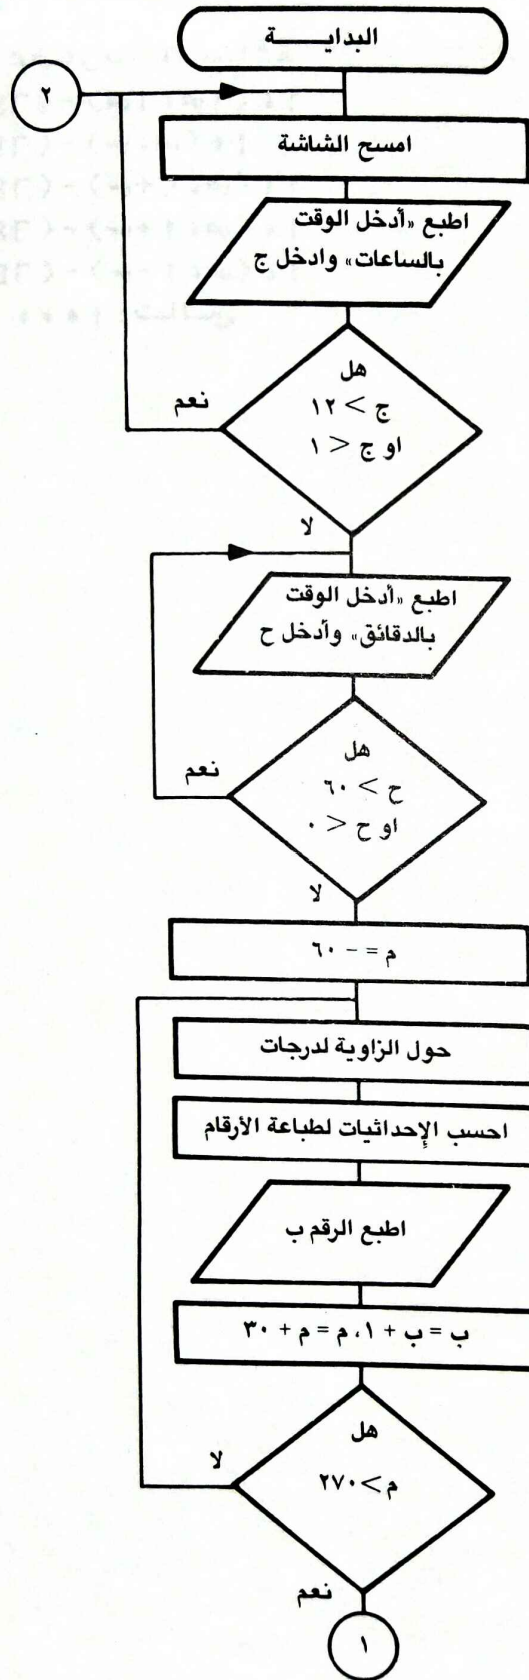 البدايـــــة
٢
امسح الشاشة
اطبع «أدخل الوقت
بالساعات» وادخل ج
هل
ج > ١٢
او ج < ١
نعم
لا
اطبع «أدخل الوقت
بالدقائق» وأدخل ح
هل
ح > ٦٠
او ح < ٠
نعم
لا
م = - ٦٠
حول الزاوية لدرجات
احسب الإحداثيات لطباعة الأرقام
اطبع الرقم ب
ب = ب + ١، م = م + ٣٠
هل
م > ٢٧٠
لا
نعم
١